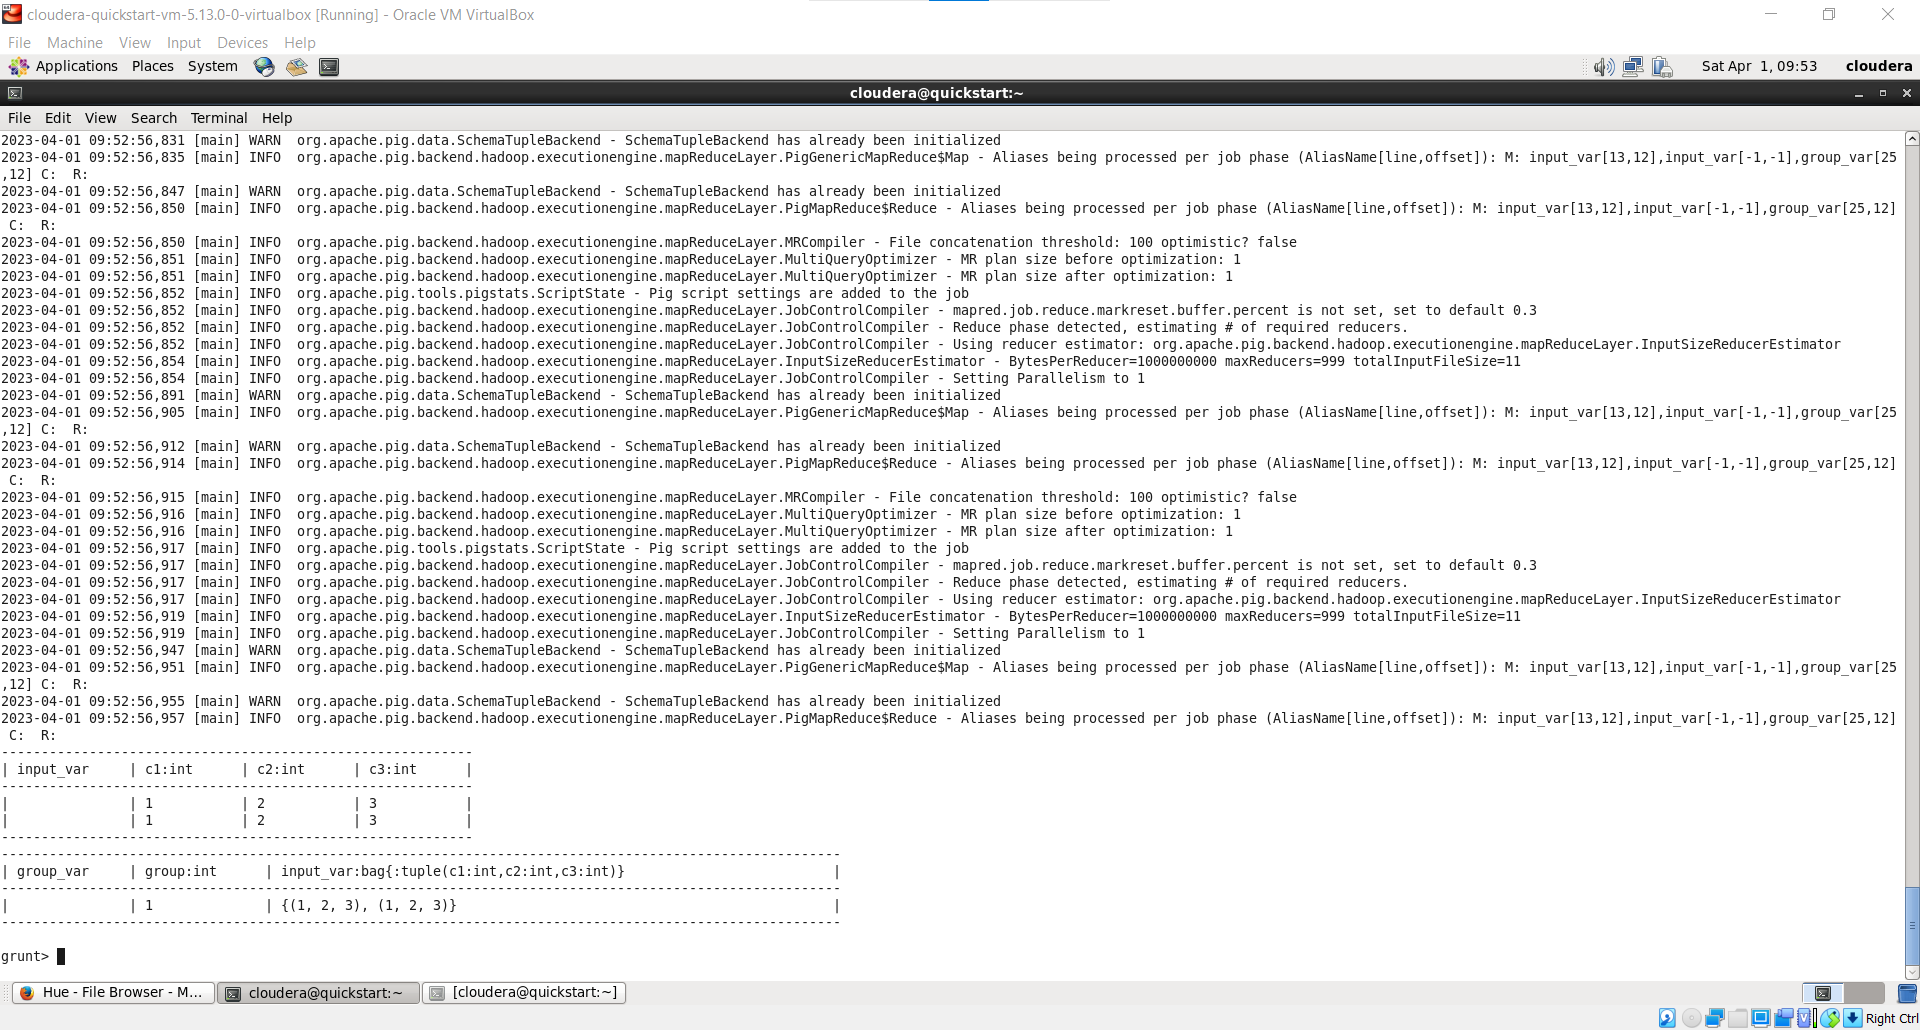 cloudera-quickstart-vm-5.13.0-0-virtualbox [Running] - Oracle VM VirtualBox
File Machine View Input Devices Help
Applications Places System Sat Apr 1, 09:53 cloudera
cloudera@quickstart:~
File Edit View Search Terminal Help
2023-04-01 09:52:56,831 [main] WARN  org.apache.pig.data.SchemaTupleBackend - SchemaTupleBackend has already been initialized
2023-04-01 09:52:56,835 [main] INFO  org.apache.pig.backend.hadoop.executionengine.mapReduceLayer.PigGenericMapReduce$Map - Aliases being processed per job phase (AliasName[line,offset]): M: input_var[13,12],input_var[-1,-1],group_var[25
,12] C:  R:
2023-04-01 09:52:56,847 [main] WARN  org.apache.pig.data.SchemaTupleBackend - SchemaTupleBackend has already been initialized
2023-04-01 09:52:56,850 [main] INFO  org.apache.pig.backend.hadoop.executionengine.mapReduceLayer.PigMapReduce$Reduce - Aliases being processed per job phase (AliasName[line,offset]): M: input_var[13,12],input_var[-1,-1],group_var[25,12]
 C:  R:
2023-04-01 09:52:56,850 [main] INFO  org.apache.pig.backend.hadoop.executionengine.mapReduceLayer.MRCompiler - File concatenation threshold: 100 optimistic? false
2023-04-01 09:52:56,851 [main] INFO  org.apache.pig.backend.hadoop.executionengine.mapReduceLayer.MultiQueryOptimizer - MR plan size before optimization: 1
2023-04-01 09:52:56,851 [main] INFO  org.apache.pig.backend.hadoop.executionengine.mapReduceLayer.MultiQueryOptimizer - MR plan size after optimization: 1
2023-04-01 09:52:56,852 [main] INFO  org.apache.pig.tools.pigstats.ScriptState - Pig script settings are added to the job
2023-04-01 09:52:56,852 [main] INFO  org.apache.pig.backend.hadoop.executionengine.mapReduceLayer.JobControlCompiler - mapred.job.reduce.markreset.buffer.percent is not set, set to default 0.3
2023-04-01 09:52:56,852 [main] INFO  org.apache.pig.backend.hadoop.executionengine.mapReduceLayer.JobControlCompiler - Reduce phase detected, estimating # of required reducers.
2023-04-01 09:52:56,852 [main] INFO  org.apache.pig.backend.hadoop.executionengine.mapReduceLayer.JobControlCompiler - Using reducer estimator: org.apache.pig.backend.hadoop.executionengine.mapReduceLayer.InputSizeReducerEstimator
2023-04-01 09:52:56,854 [main] INFO  org.apache.pig.backend.hadoop.executionengine.mapReduceLayer.InputSizeReducerEstimator - BytesPerReducer=1000000000 maxReducers=999 totalInputFileSize=11
2023-04-01 09:52:56,854 [main] INFO  org.apache.pig.backend.hadoop.executionengine.mapReduceLayer.JobControlCompiler - Setting Parallelism to 1
2023-04-01 09:52:56,891 [main] WARN  org.apache.pig.data.SchemaTupleBackend - SchemaTupleBackend has already been initialized
2023-04-01 09:52:56,905 [main] INFO  org.apache.pig.backend.hadoop.executionengine.mapReduceLayer.PigGenericMapReduce$Map - Aliases being processed per job phase (AliasName[line,offset]): M: input_var[13,12],input_var[-1,-1],group_var[25
,12] C:  R:
2023-04-01 09:52:56,912 [main] WARN  org.apache.pig.data.SchemaTupleBackend - SchemaTupleBackend has already been initialized
2023-04-01 09:52:56,914 [main] INFO  org.apache.pig.backend.hadoop.executionengine.mapReduceLayer.PigMapReduce$Reduce - Aliases being processed per job phase (AliasName[line,offset]): M: input_var[13,12],input_var[-1,-1],group_var[25,12]
 C:  R:
2023-04-01 09:52:56,915 [main] INFO  org.apache.pig.backend.hadoop.executionengine.mapReduceLayer.MRCompiler - File concatenation threshold: 100 optimistic? false
2023-04-01 09:52:56,916 [main] INFO  org.apache.pig.backend.hadoop.executionengine.mapReduceLayer.MultiQueryOptimizer - MR plan size before optimization: 1
2023-04-01 09:52:56,916 [main] INFO  org.apache.pig.backend.hadoop.executionengine.mapReduceLayer.MultiQueryOptimizer - MR plan size after optimization: 1
2023-04-01 09:52:56,917 [main] INFO  org.apache.pig.tools.pigstats.ScriptState - Pig script settings are added to the job
2023-04-01 09:52:56,917 [main] INFO  org.apache.pig.backend.hadoop.executionengine.mapReduceLayer.JobControlCompiler - mapred.job.reduce.markreset.buffer.percent is not set, set to default 0.3
2023-04-01 09:52:56,917 [main] INFO  org.apache.pig.backend.hadoop.executionengine.mapReduceLayer.JobControlCompiler - Reduce phase detected, estimating # of required reducers.
2023-04-01 09:52:56,917 [main] INFO  org.apache.pig.backend.hadoop.executionengine.mapReduceLayer.JobControlCompiler - Using reducer estimator: org.apache.pig.backend.hadoop.executionengine.mapReduceLayer.InputSizeReducerEstimator
2023-04-01 09:52:56,919 [main] INFO  org.apache.pig.backend.hadoop.executionengine.mapReduceLayer.InputSizeReducerEstimator - BytesPerReducer=1000000000 maxReducers=999 totalInputFileSize=11
2023-04-01 09:52:56,919 [main] INFO  org.apache.pig.backend.hadoop.executionengine.mapReduceLayer.JobControlCompiler - Setting Parallelism to 1
2023-04-01 09:52:56,947 [main] WARN  org.apache.pig.data.SchemaTupleBackend - SchemaTupleBackend has already been initialized
2023-04-01 09:52:56,951 [main] INFO  org.apache.pig.backend.hadoop.executionengine.mapReduceLayer.PigGenericMapReduce$Map - Aliases being processed per job phase (AliasName[line,offset]): M: input_var[13,12],input_var[-1,-1],group_var[25
,12] C:  R:
2023-04-01 09:52:56,955 [main] WARN  org.apache.pig.data.SchemaTupleBackend - SchemaTupleBackend has already been initialized
2023-04-01 09:52:56,957 [main] INFO  org.apache.pig.backend.hadoop.executionengine.mapReduceLayer.PigMapReduce$Reduce - Aliases being processed per job phase (AliasName[line,offset]): M: input_var[13,12],input_var[-1,-1],group_var[25,12]
 C:  R:
-----------------------------------------------------------
| input_var     | c1:int      | c2:int      | c3:int      |
-----------------------------------------------------------
|               | 1           | 2           | 3           |
|               | 1           | 2           | 3           |
-----------------------------------------------------------
---------------------------------------------------------------------------------------------------------
| group_var     | group:int      | input_var:bag{:tuple(c1:int,c2:int,c3:int)}                          |
---------------------------------------------------------------------------------------------------------
|               | 1              | {(1, 2, 3), (1, 2, 3)}                                               |
---------------------------------------------------------------------------------------------------------
grunt>
Hue - File Browser - M... cloudera@quickstart:~ [cloudera@quickstart:~]
Right Ctrl